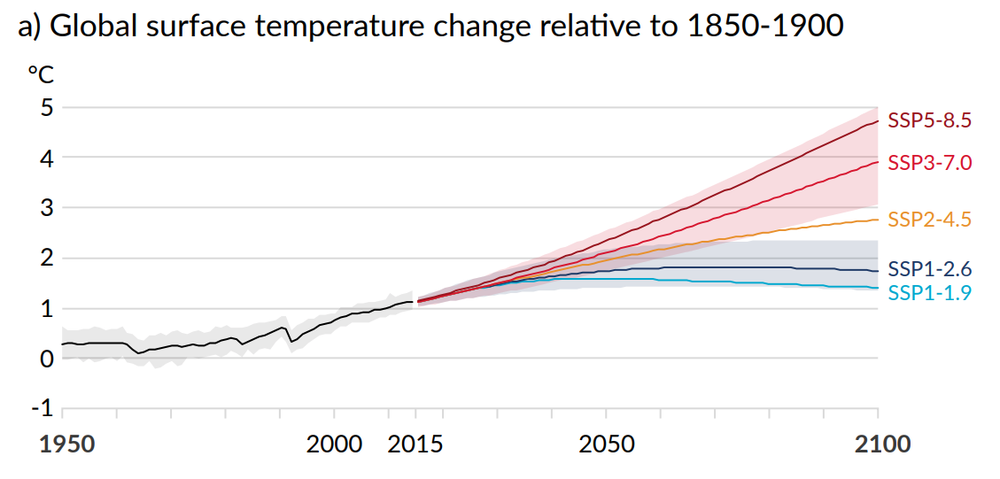 a) Global surface temperature change relative to 1850-1900
°C
5
4
3
2
1
0
-1
SSP5-8.5
SSP3-7.0
SSP2-4.5
SSP1-2.6
SSP1-1.9
1950 2000 2015 2050 2100